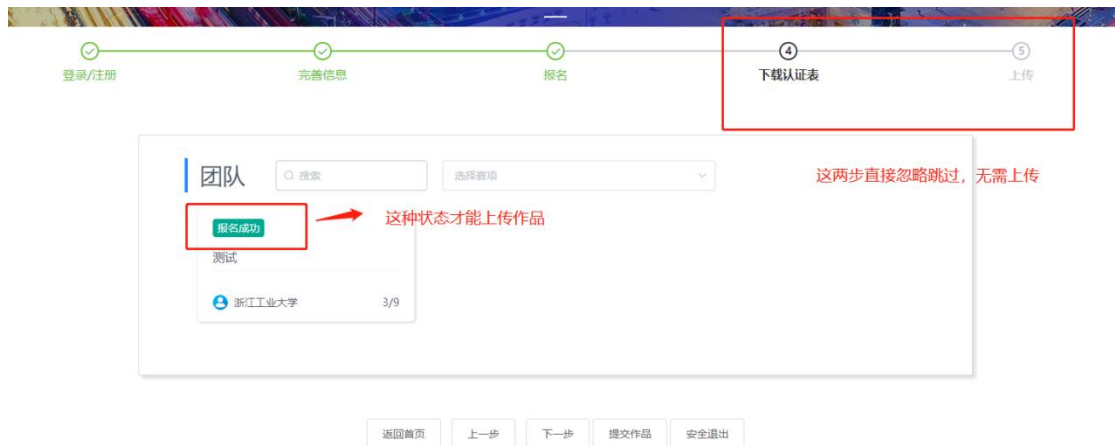 ④
⑤
登录/注册
完善信息
报名
下载认证表
上传
团队
搜索
选择赛项
这两步直接忽略跳过，无需上传
报名成功
这种状态才能上传作品
测试
浙江工业大学
3/9
返回首页
上一步
下一步
提交作品
安全退出